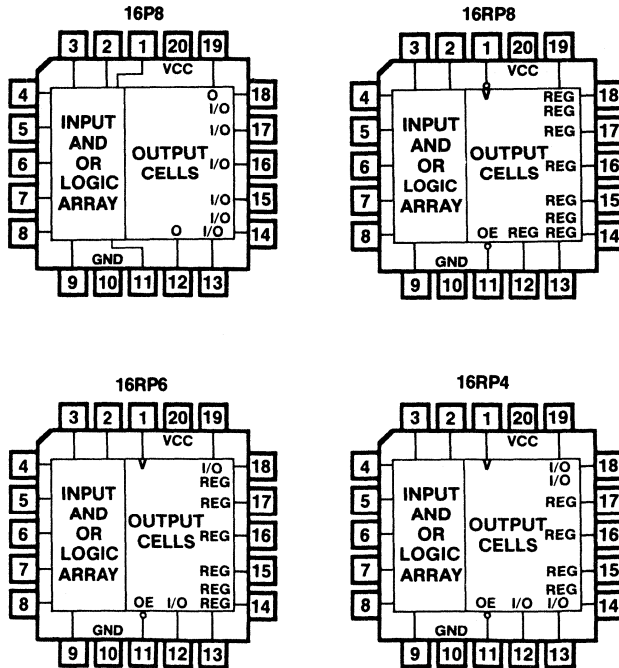 16P8
3 2 1 20 19
VCC
4 O 18
I/O
5 INPUT I/O 17
AND
6 OR OUTPUT I/O 16
LOGIC CELLS
7 ARRAY I/O 15
I/O
8 O I/O 14
GND
9 10 11 12 13
16RP8
3 2 1 20 19
VCC
4 REG 18
REG
5 INPUT REG 17
AND
6 OR OUTPUT REG 16
LOGIC CELLS
7 ARRAY REG 15
REG
8 OE REG REG 14
GND
9 10 11 12 13
16RP6
3 2 1 20 19
VCC
4 I/O 18
REG
5 INPUT REG 17
AND
6 OR OUTPUT REG 16
LOGIC CELLS
7 ARRAY REG 15
REG
8 OE I/O REG 14
GND
9 10 11 12 13
16RP4
3 2 1 20 19
VCC
4 I/O 18
I/O
5 INPUT REG 17
AND
6 OR OUTPUT REG 16
LOGIC CELLS
7 ARRAY REG 15
REG
8 OE I/O I/O 14
GND
9 10 11 12 13